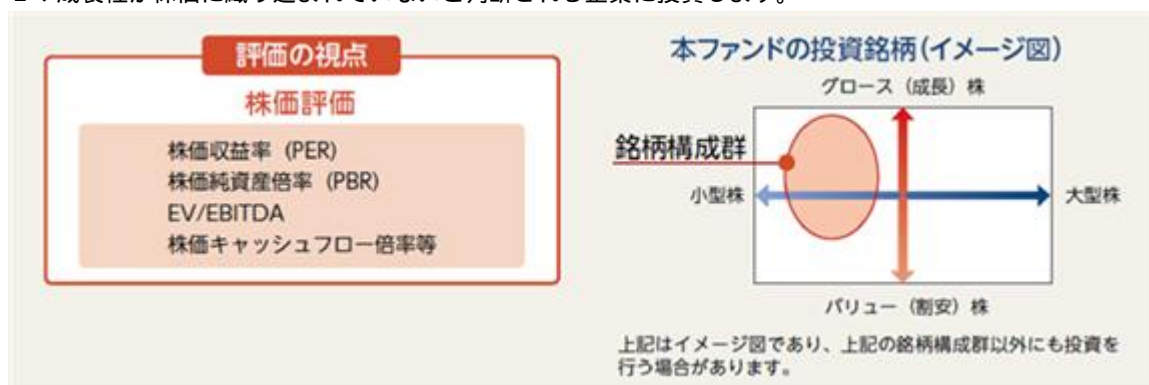 評価の視点
株価評価
株価収益率（PER）
株価純資産倍率（PBR）
EV/EBITDA
株価キャッシュフロー倍率等
本ファンドの投資銘柄（イメージ図）
グロース（成長）株
銘柄構成群
小型株
大型株
バリュー（割安）株
上記はイメージ図であり、上記の銘柄構成群以外にも投資を
行う場合があります。